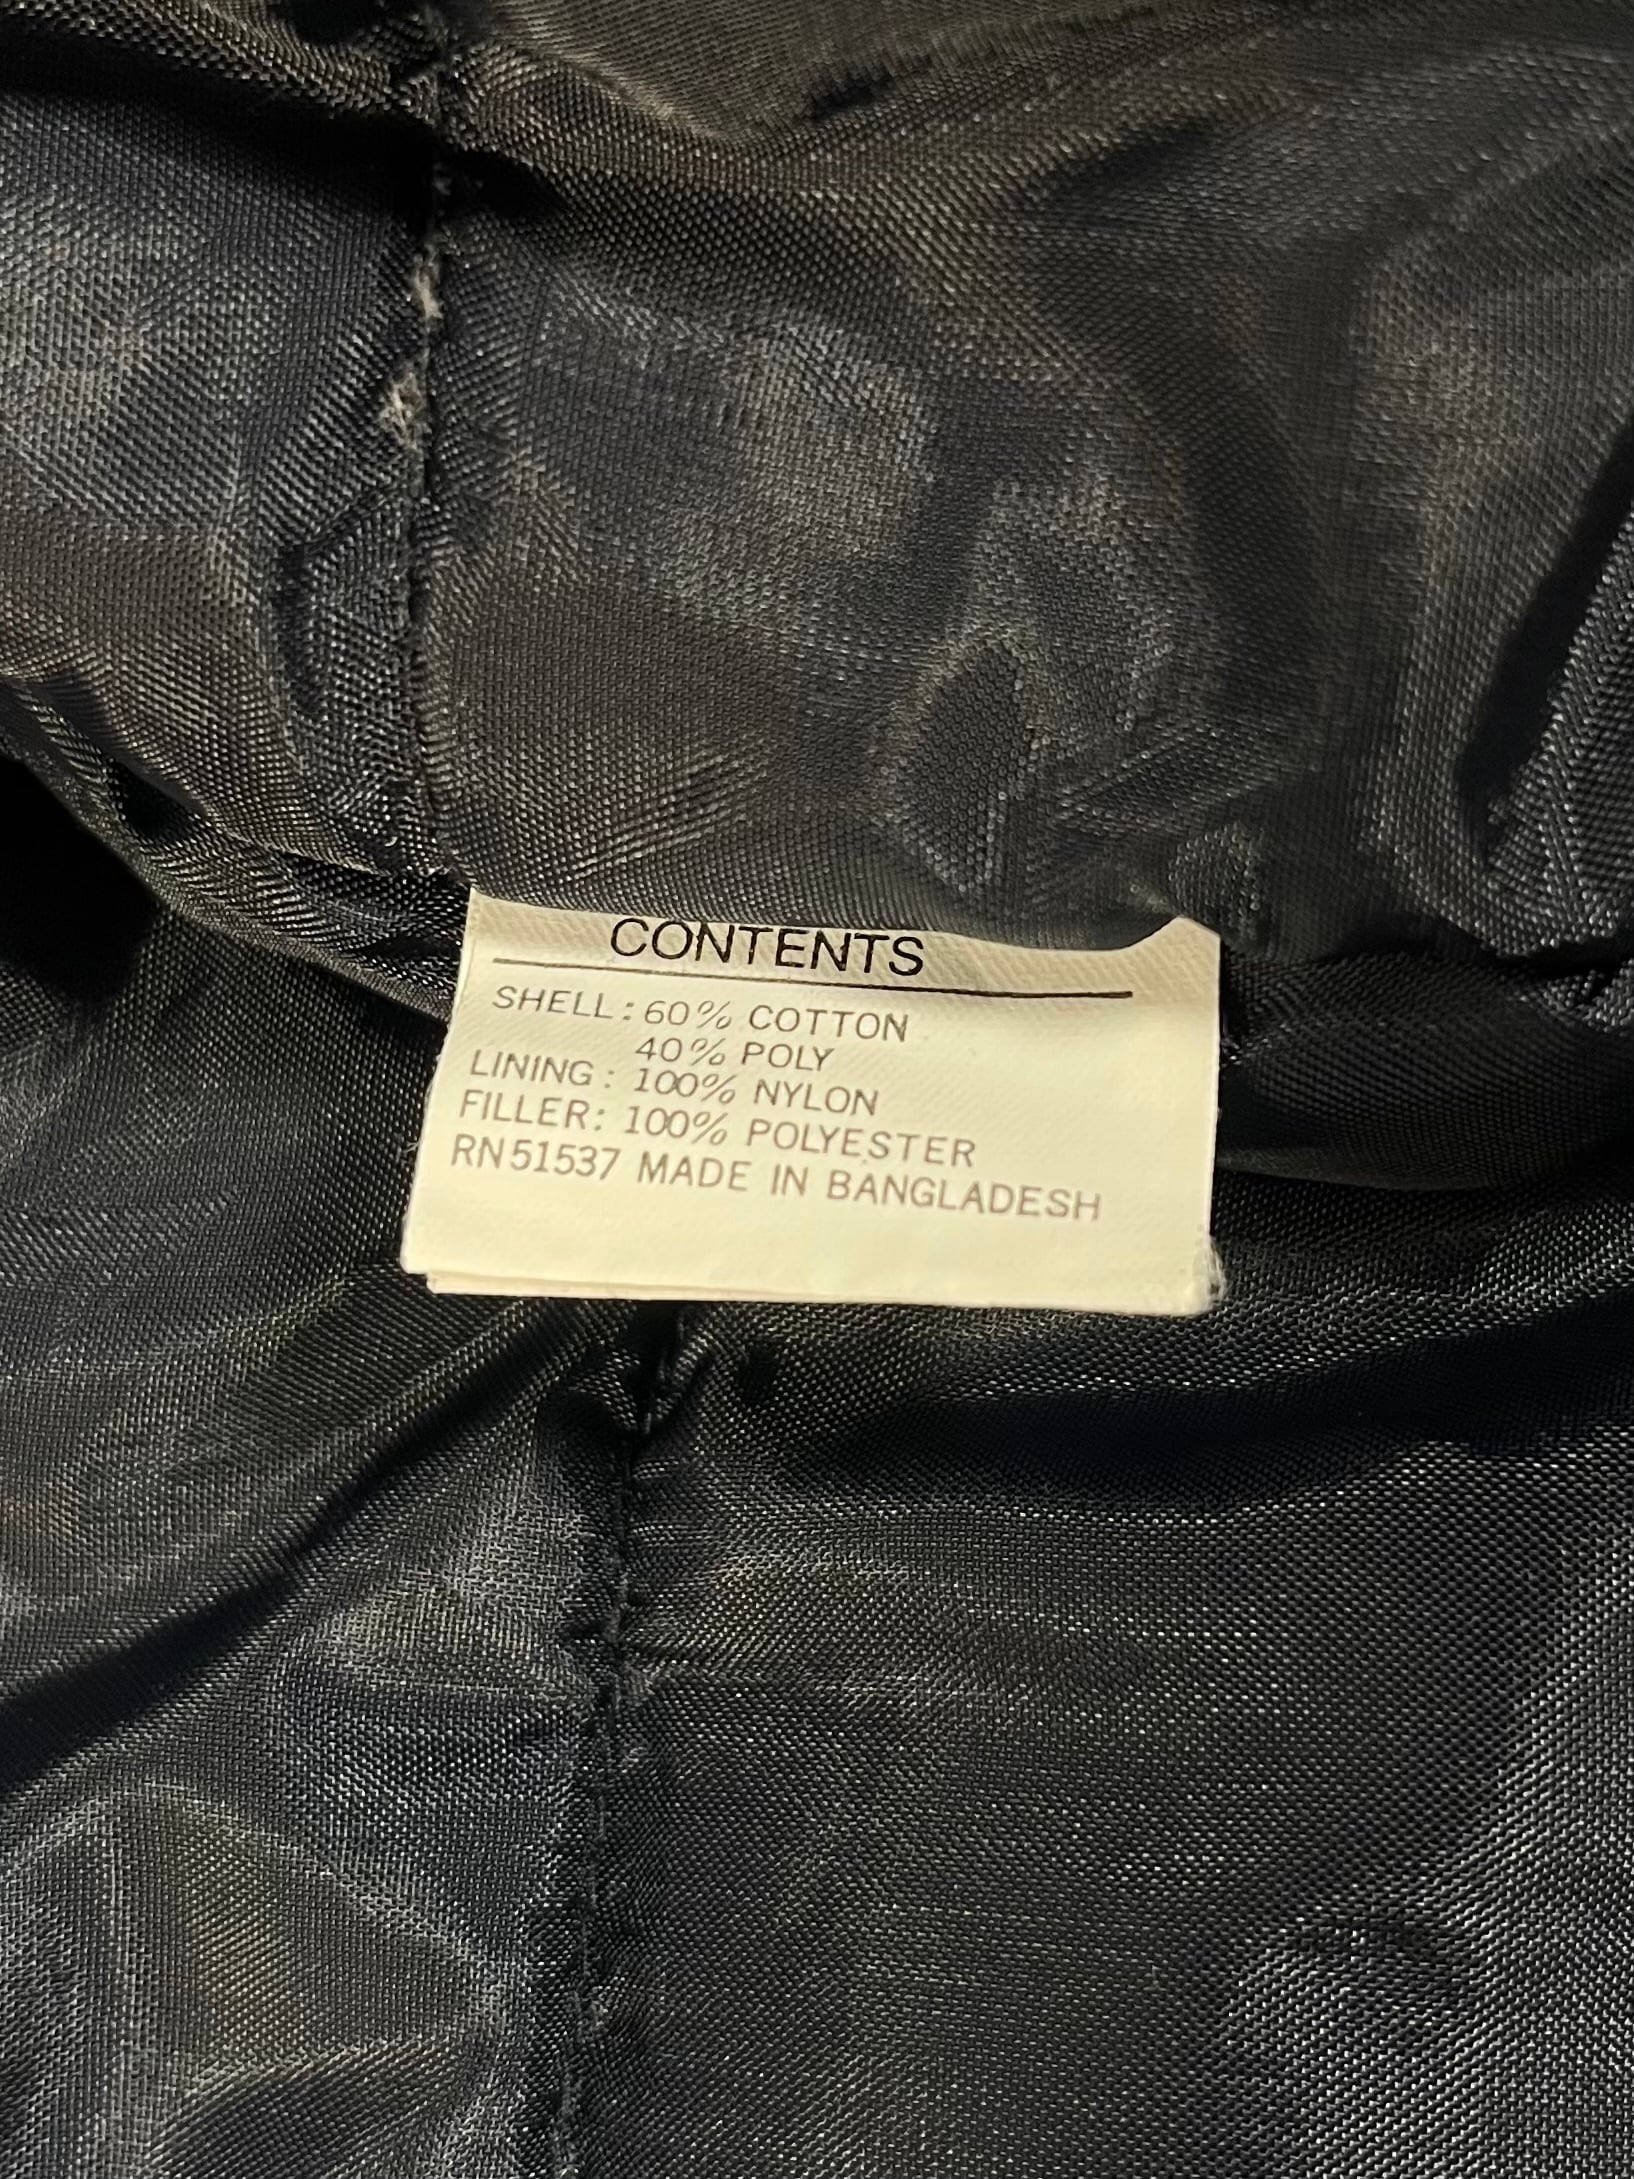 CONTENTS
SHELL: 60% COTTON
40% POLY
LINING: 100% NYLON
FILLER: 100% POLYESTER
RN51537 MADE IN BANGLADESH